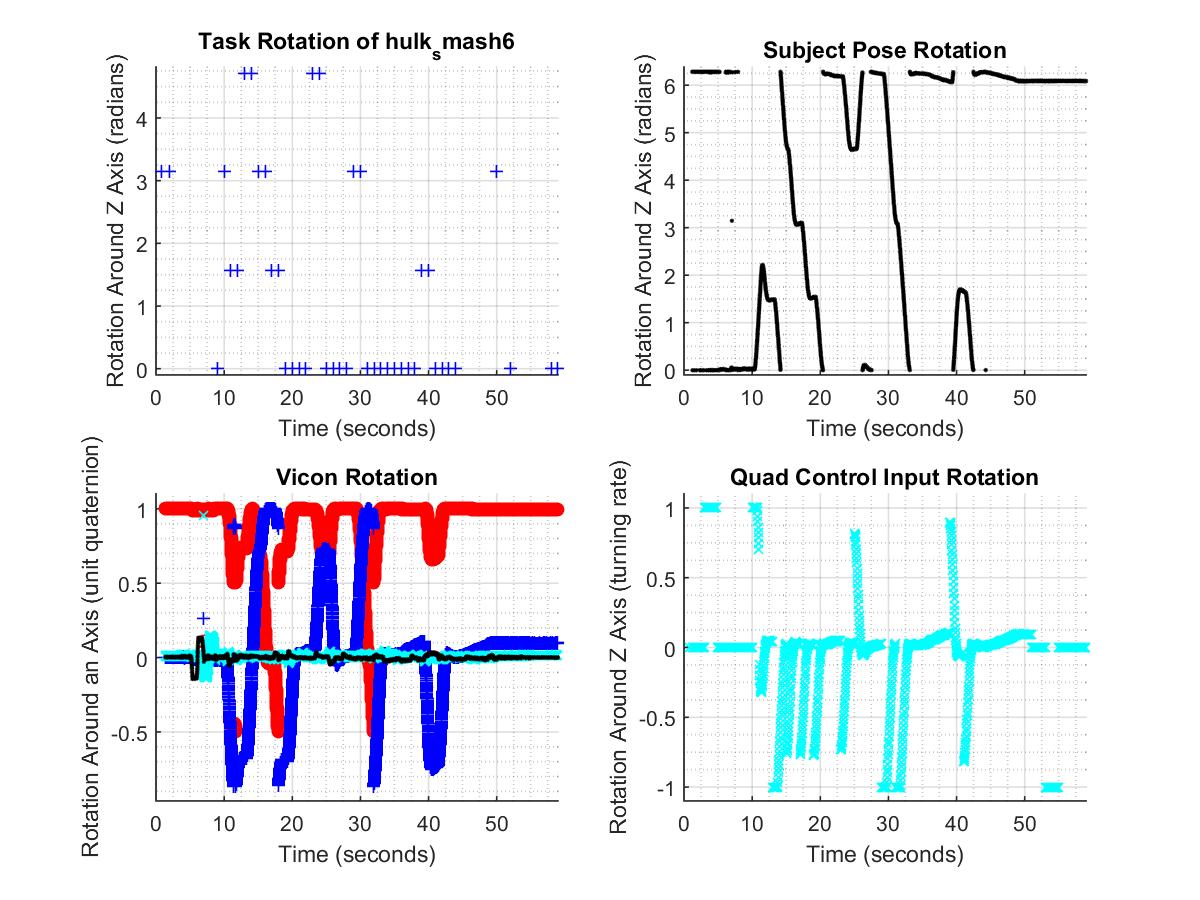 Task Rotation of hulksmash6
Rotation Around Z Axis (radians)
4
3
2
1
0
0 10 20 30 40 50
Time (seconds)
Subject Pose Rotation
Rotation Around Z Axis (radians)
6
5
4
3
2
1
0
0 10 20 30 40 50
Time (seconds)
Vicon Rotation
Rotation Around an Axis (unit quaternion)
1
0.5
0
-0.5
0 10 20 30 40 50
Time (seconds)
Quad Control Input Rotation
Rotation Around Z Axis (turning rate)
1
0.5
0
-0.5
-1
0 10 20 30 40 50
Time (seconds)